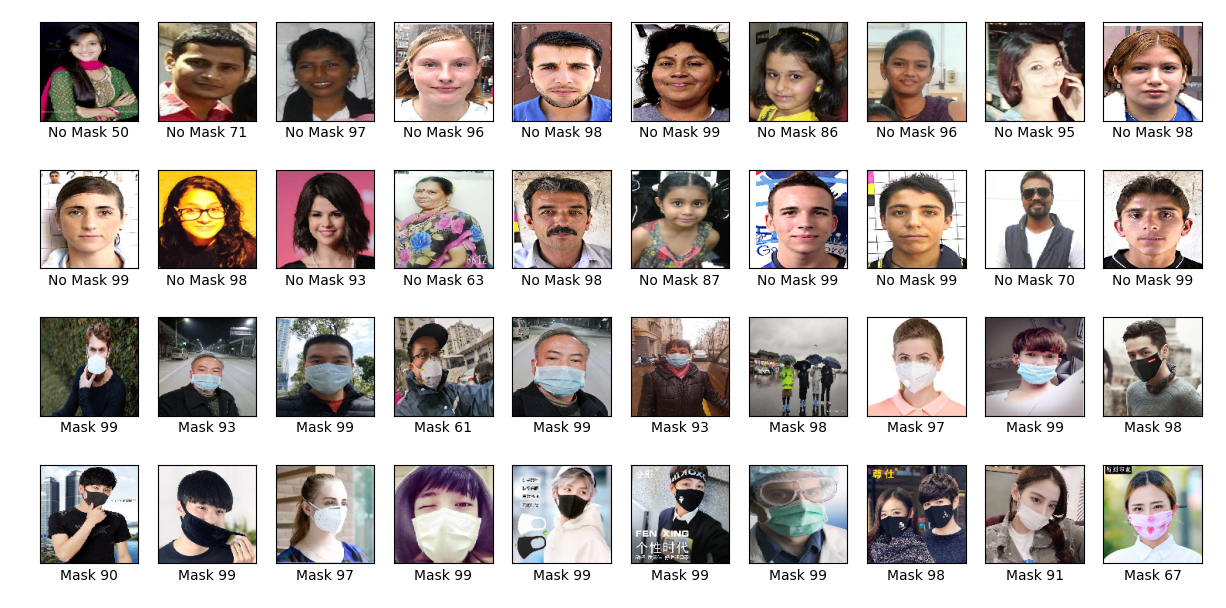 No Mask 50 No Mask 71 No Mask 97 No Mask 96 No Mask 98 No Mask 99 No Mask 86 No Mask 96 No Mask 95 No Mask 98
No Mask 99 No Mask 98 No Mask 93 No Mask 63 No Mask 98 No Mask 87 No Mask 99 No Mask 99 No Mask 70 No Mask 99
Mask 99 Mask 93 Mask 99 Mask 61 Mask 99 Mask 93 Mask 98 Mask 97 Mask 99 Mask 98
尊仕
FEN XING
个性时代
Mask 90 Mask 99 Mask 97 Mask 99 Mask 99 Mask 99 Mask 99 Mask 98 Mask 91 Mask 67